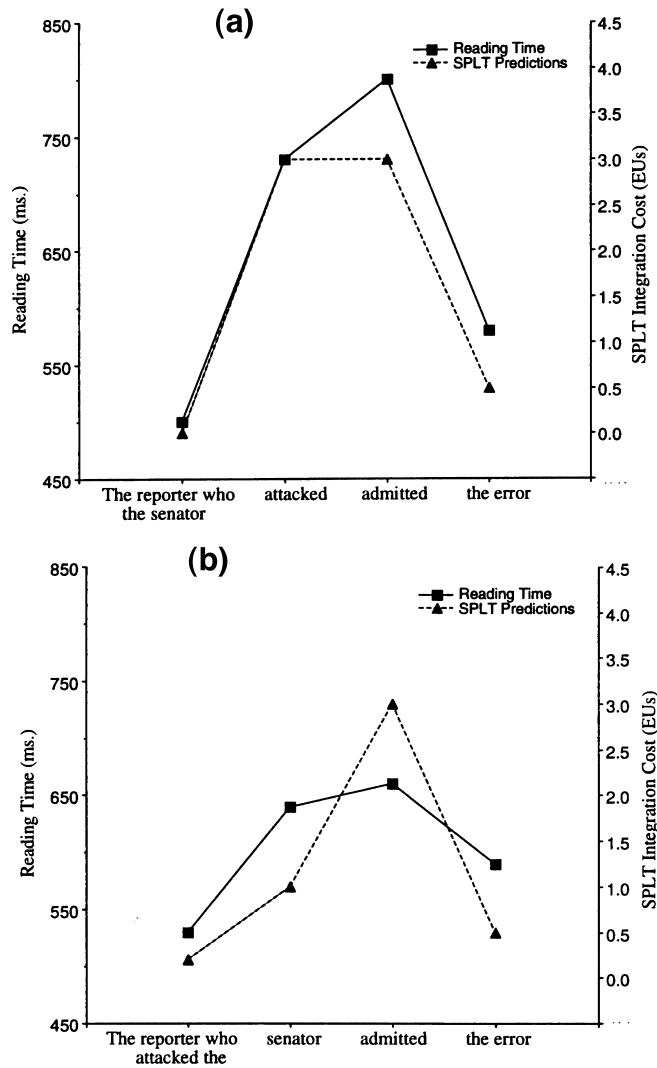 (a)
850
750
650
550
450
Reading Time (ms.)
Reading Time
SPLT Predictions
4.5
4.0
3.5
3.0
2.5
2.0
1.5
1.0
0.5
0.0
SPLT Integration Cost (EUs)
The reporter who
the senator
attacked
admitted
the error
(b)
850
750
650
550
450
Reading Time (ms.)
Reading Time
SPLT Predictions
4.5
4.0
3.5
3.0
2.5
2.0
1.5
1.0
0.5
0.0
SPLT Integration Cost (EUs)
The reporter who
attacked the
senator
admitted
the error